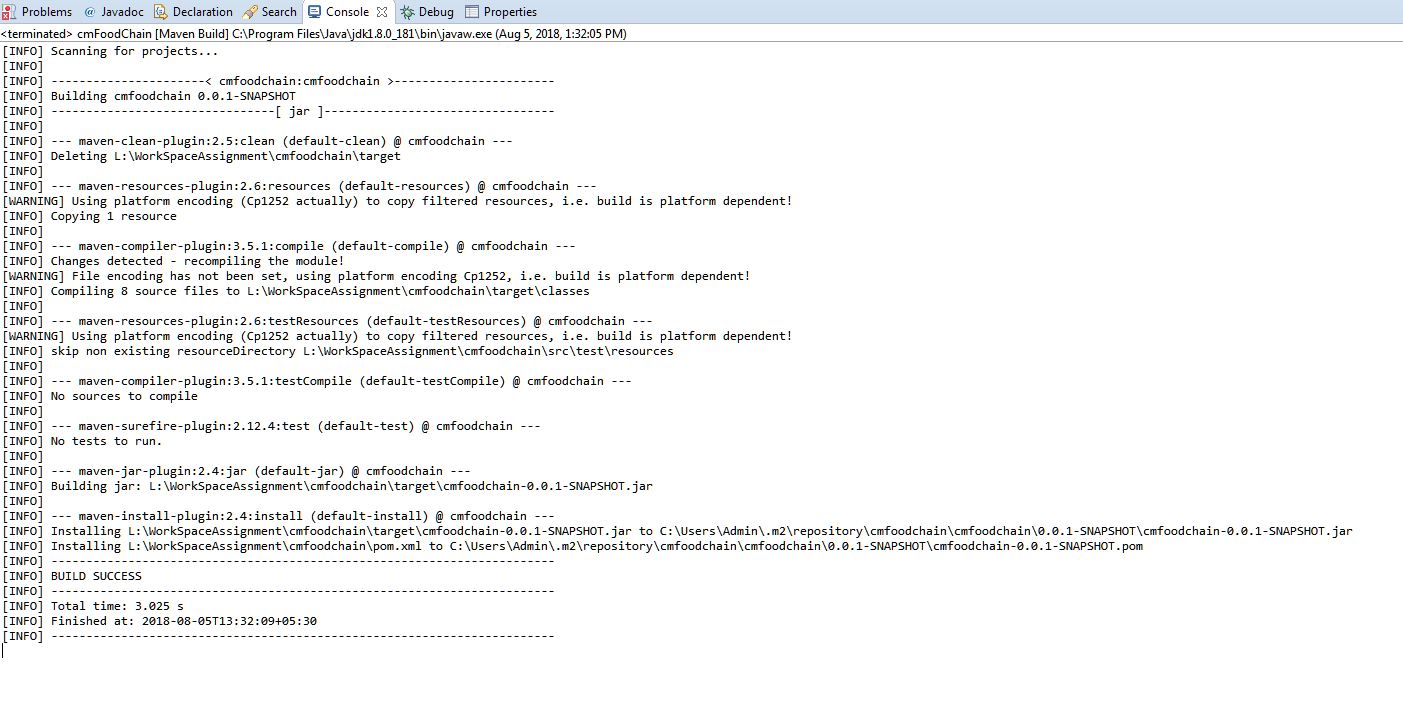 Problems @ Javadoc Declaration Search Console Debug Properties
<terminated> cmFoodChain [Maven Build] C:\Program Files\Java\jdk1.8.0_181\bin\javaw.exe (Aug 5, 2018, 1:32:05 PM)
[INFO] Scanning for projects...
[INFO]
[INFO] ----------------------< cmfoodchain:cmfoodchain >-----------------------
[INFO] Building cmfoodchain 0.0.1-SNAPSHOT
[INFO] --------------------------------[ jar ]---------------------------------
[INFO]
[INFO] --- maven-clean-plugin:2.5:clean (default-clean) @ cmfoodchain ---
[INFO] Deleting L:\WorkSpaceAssignment\cmfoodchain\target
[INFO]
[INFO] --- maven-resources-plugin:2.6:resources (default-resources) @ cmfoodchain ---
[WARNING] Using platform encoding (Cp1252 actually) to copy filtered resources, i.e. build is platform dependent!
[INFO] Copying 1 resource
[INFO]
[INFO] --- maven-compiler-plugin:3.5.1:compile (default-compile) @ cmfoodchain ---
[INFO] Changes detected - recompiling the module!
[WARNING] File encoding has not been set, using platform encoding Cp1252, i.e. build is platform dependent!
[INFO] Compiling 8 source files to L:\WorkSpaceAssignment\cmfoodchain\target\classes
[INFO]
[INFO] --- maven-resources-plugin:2.6:testResources (default-testResources) @ cmfoodchain ---
[WARNING] Using platform encoding (Cp1252 actually) to copy filtered resources, i.e. build is platform dependent!
[INFO] skip non existing resourceDirectory L:\WorkSpaceAssignment\cmfoodchain\src\test\resources
[INFO]
[INFO] --- maven-compiler-plugin:3.5.1:testCompile (default-testCompile) @ cmfoodchain ---
[INFO] No sources to compile
[INFO]
[INFO] --- maven-surefire-plugin:2.12.4:test (default-test) @ cmfoodchain ---
[INFO] No tests to run.
[INFO]
[INFO] --- maven-jar-plugin:2.4:jar (default-jar) @ cmfoodchain ---
[INFO] Building jar: L:\WorkSpaceAssignment\cmfoodchain\target\cmfoodchain-0.0.1-SNAPSHOT.jar
[INFO]
[INFO] --- maven-install-plugin:2.4:install (default-install) @ cmfoodchain ---
[INFO] Installing L:\WorkSpaceAssignment\cmfoodchain\target\cmfoodchain-0.0.1-SNAPSHOT.jar to C:\Users\Admin\.m2\repository\cmfoodchain\cmfoodchain\0.0.1-SNAPSHOT\cmfoodchain-0.0.1-SNAPSHOT.jar
[INFO] Installing L:\WorkSpaceAssignment\cmfoodchain\pom.xml to C:\Users\Admin\.m2\repository\cmfoodchain\cmfoodchain\0.0.1-SNAPSHOT\cmfoodchain-0.0.1-SNAPSHOT.pom
[INFO] ------------------------------------------------------------------------
[INFO] BUILD SUCCESS
[INFO] ------------------------------------------------------------------------
[INFO] Total time: 3.025 s
[INFO] Finished at: 2018-08-05T13:32:09+05:30
[INFO] ------------------------------------------------------------------------